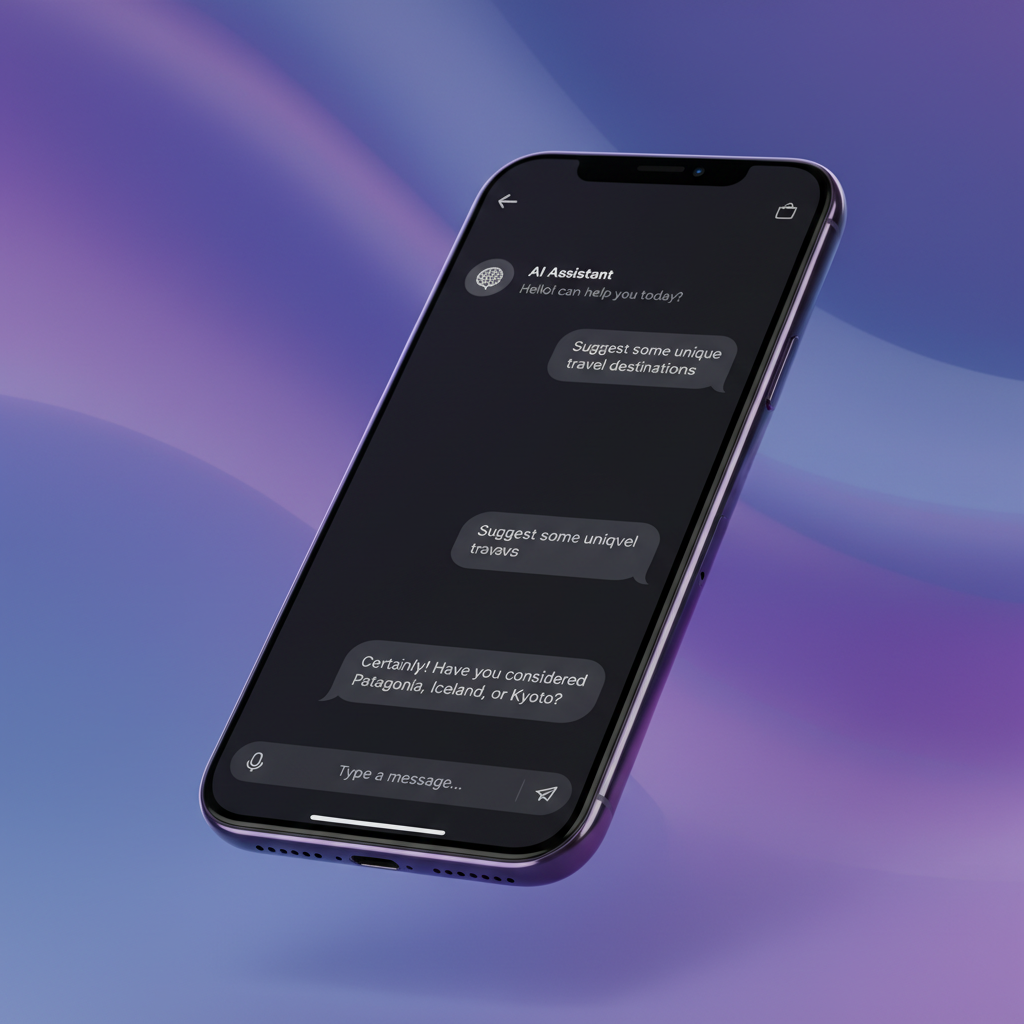 AI Assistant
Hello! can help you today?
Suggest some unique
travel destinations
Suggest some uniqvel
travavs
Certainly! Have you considered
Patagonla, Iceland, or Kyoto?
Type a message...